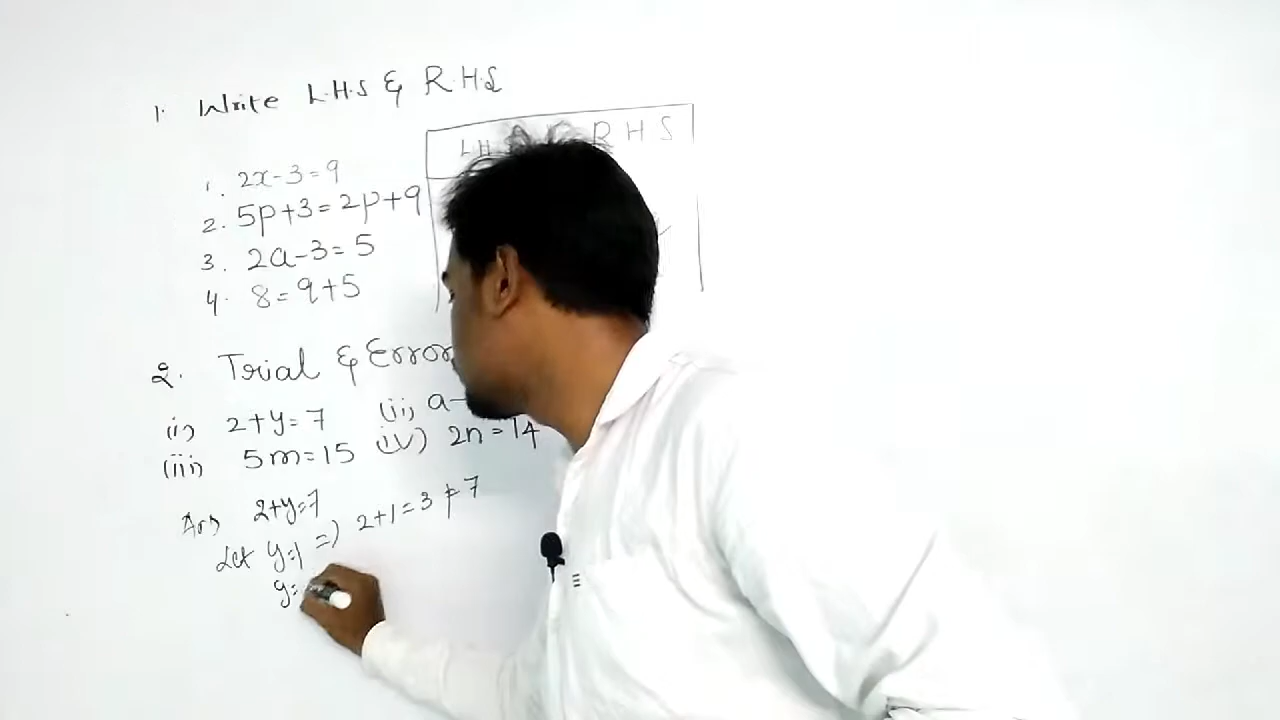 1. Write L.H.S & R.H.S
LH RHS
1. 2x-3=9
2. 5p+3=2p+9
3. 2a-3=5
4. 8=q+5
2. Trial & Error
(i) 2+y=7 (ii) a-
(iii) 5m=15 (iv) 2n=14
Ans 2+y=7
Let y=1 => 2+1=3≠7
y=